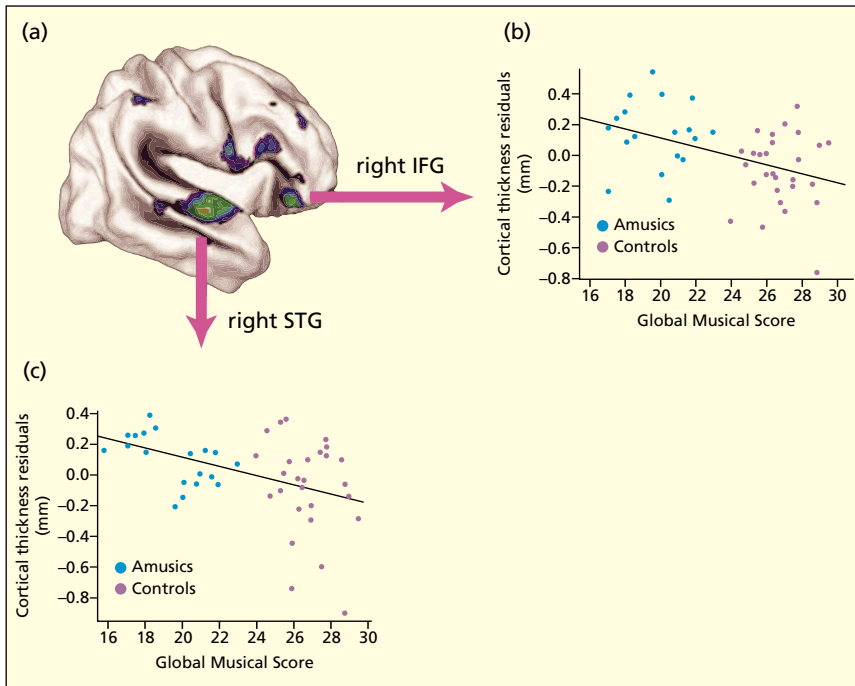 (a)
right IFG
right STG
(b)
Cortical thickness residuals
(mm)
0.4
0.2
0.0
−0.2
−0.4
−0.6
−0.8
Amusics
Controls
16 18 20 22 24 26 28 30
Global Musical Score
(c)
Cortical thickness residuals
(mm)
0.4
0.2
0.0
−0.2
−0.4
−0.6
−0.8
Amusics
Controls
16 18 20 22 24 26 28 30
Global Musical Score